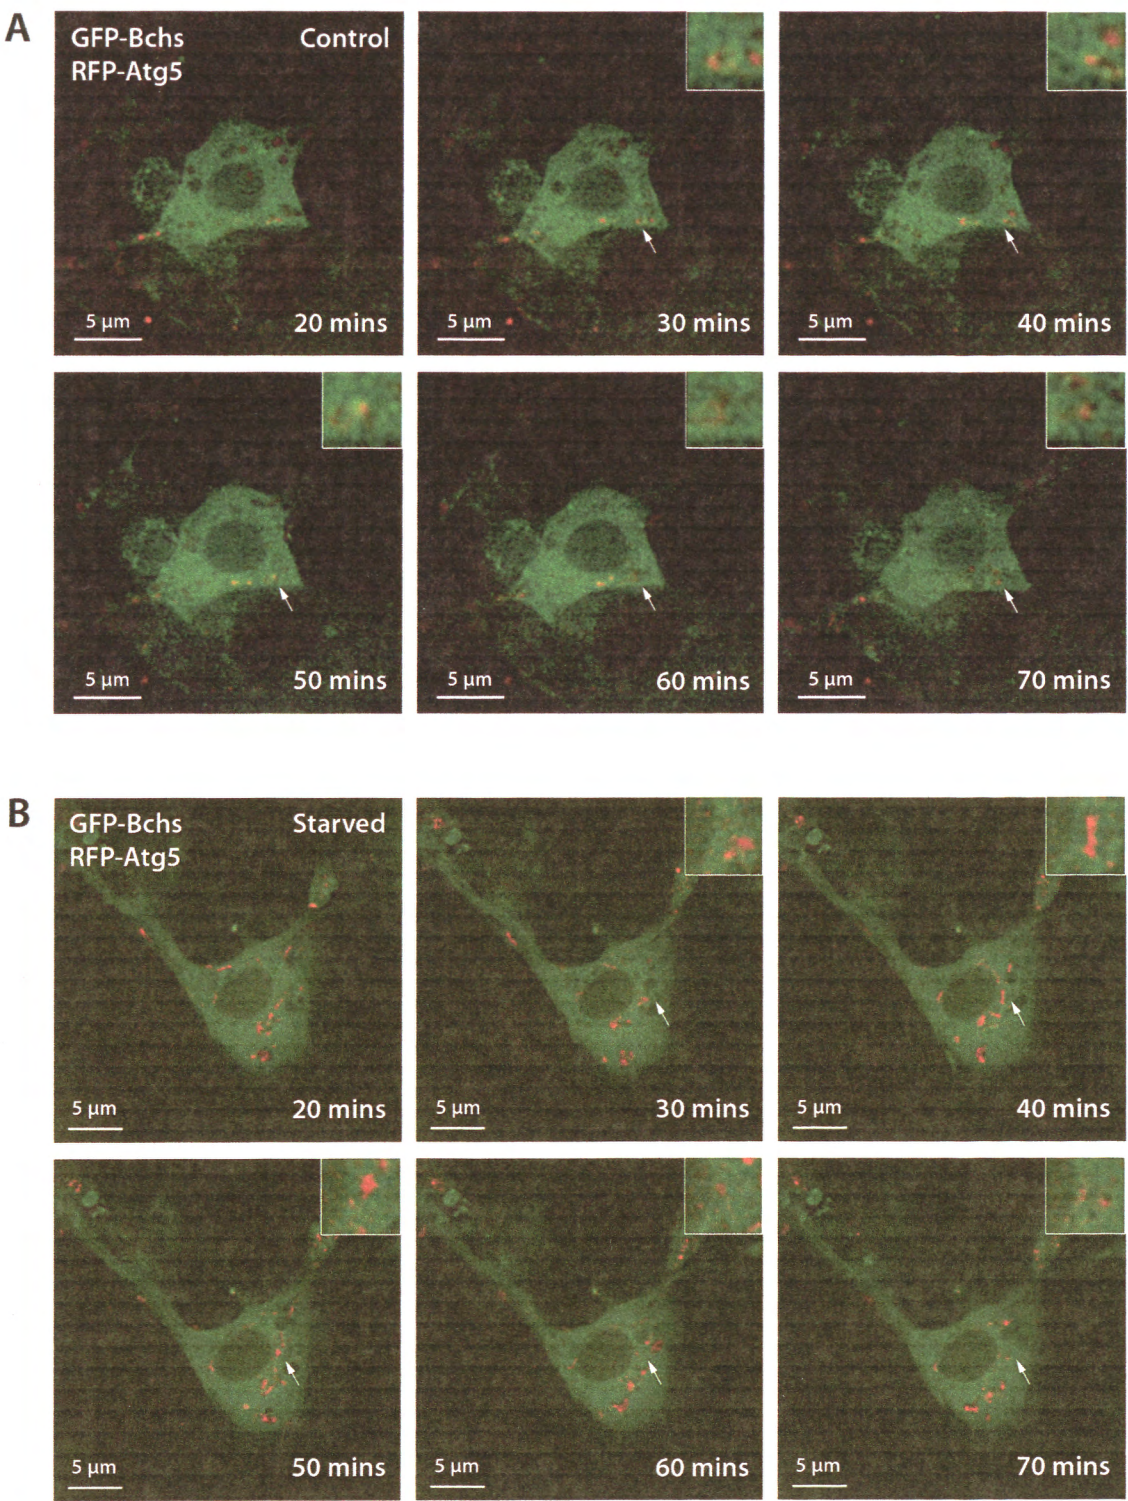 A
GFP-Bchs Control
RFP-Atg5
5 µm 20 mins
5 µm 30 mins
5 µm 40 mins
5 µm 50 mins
5 µm 60 mins
5 µm 70 mins
B
GFP-Bchs Starved
RFP-Atg5
5 µm 20 mins
5 µm 30 mins
5 µm 40 mins
5 µm 50 mins
5 µm 60 mins
5 µm 70 mins